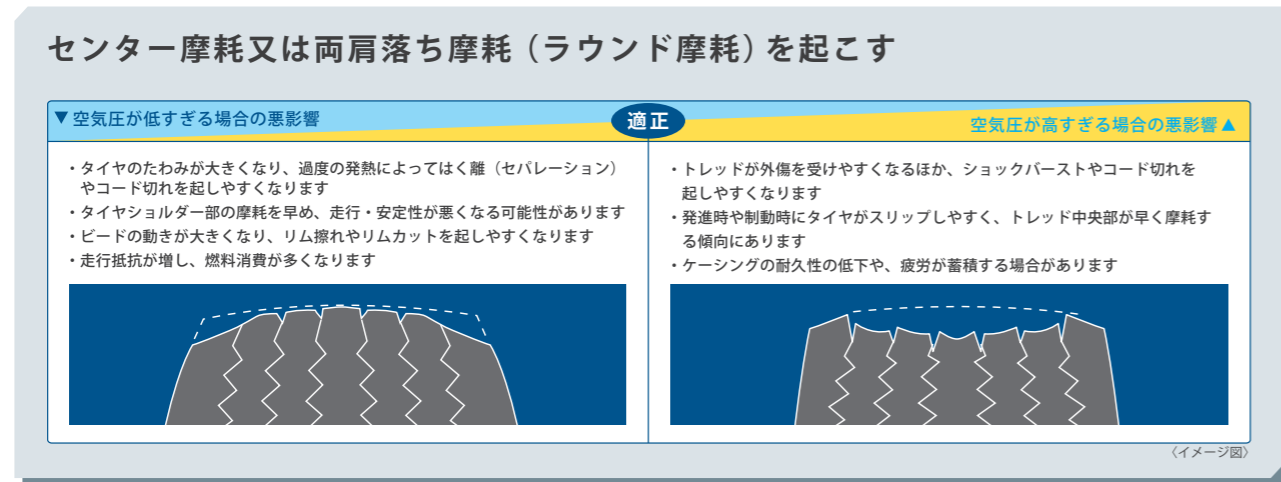 センター摩耗又は両肩落ち摩耗（ラウンド摩耗）を起こす
▼空気圧が低すぎる場合の悪影響
適正
空気圧が高すぎる場合の悪影響▲
・タイヤのたわみが大きくなり、過度の発熱によってはく離（セパレーション）
やコード切れを起しやすくなります
・タイヤショルダー部の摩耗を早め、走行・安定性が悪くなる可能性があります
・ビードの動きが大きくなり、リム擦れやリムカットを起しやすくなります
・走行抵抗が増し、燃料消費が多くなります
・トレッドが外傷を受けやすくなるほか、ショックバーストやコード切れを
起しやすくなります
・発進時や制動時にタイヤがスリップしやすく、トレッド中央部が早く摩耗す
る傾向にあります
・ケーシングの耐久性の低下や、疲労が蓄積する場合があります
〈イメージ図〉